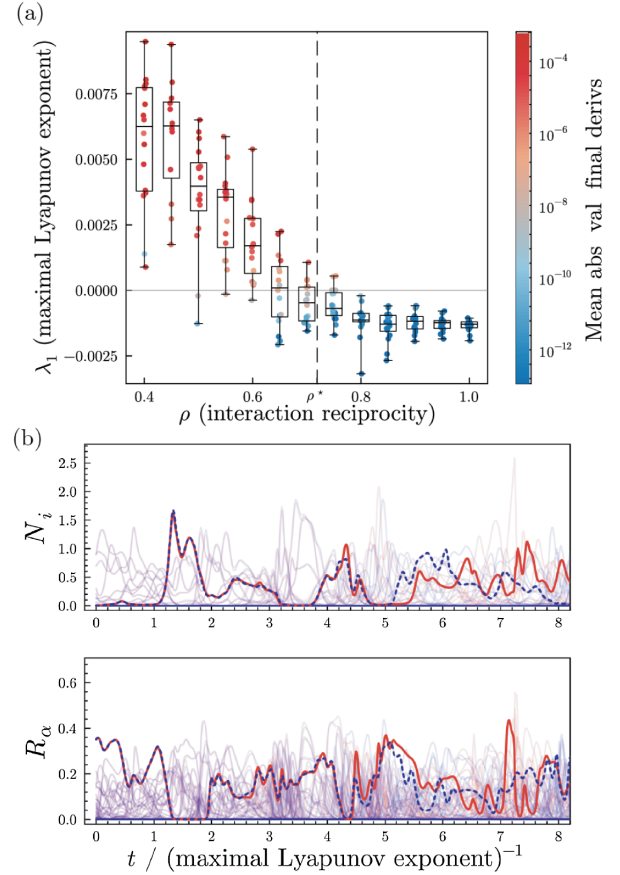 (a)
λ₁ (maximal Lyapunov exponent)
0.0075
0.0050
0.0025
0.0000
−0.0025
0.4
0.6
ρ⋆
0.8
1.0
ρ (interaction reciprocity)
10⁻⁴
10⁻⁶
10⁻⁸
10⁻¹⁰
10⁻¹²
Mean abs val final derivs
(b)
Nᵢ
2.5
2.0
1.5
1.0
0.5
0.0
0 1 2 3 4 5 6 7 8
R_α
0.6
0.4
0.2
0.0
0 1 2 3 4 5 6 7 8
t / (maximal Lyapunov exponent)⁻¹